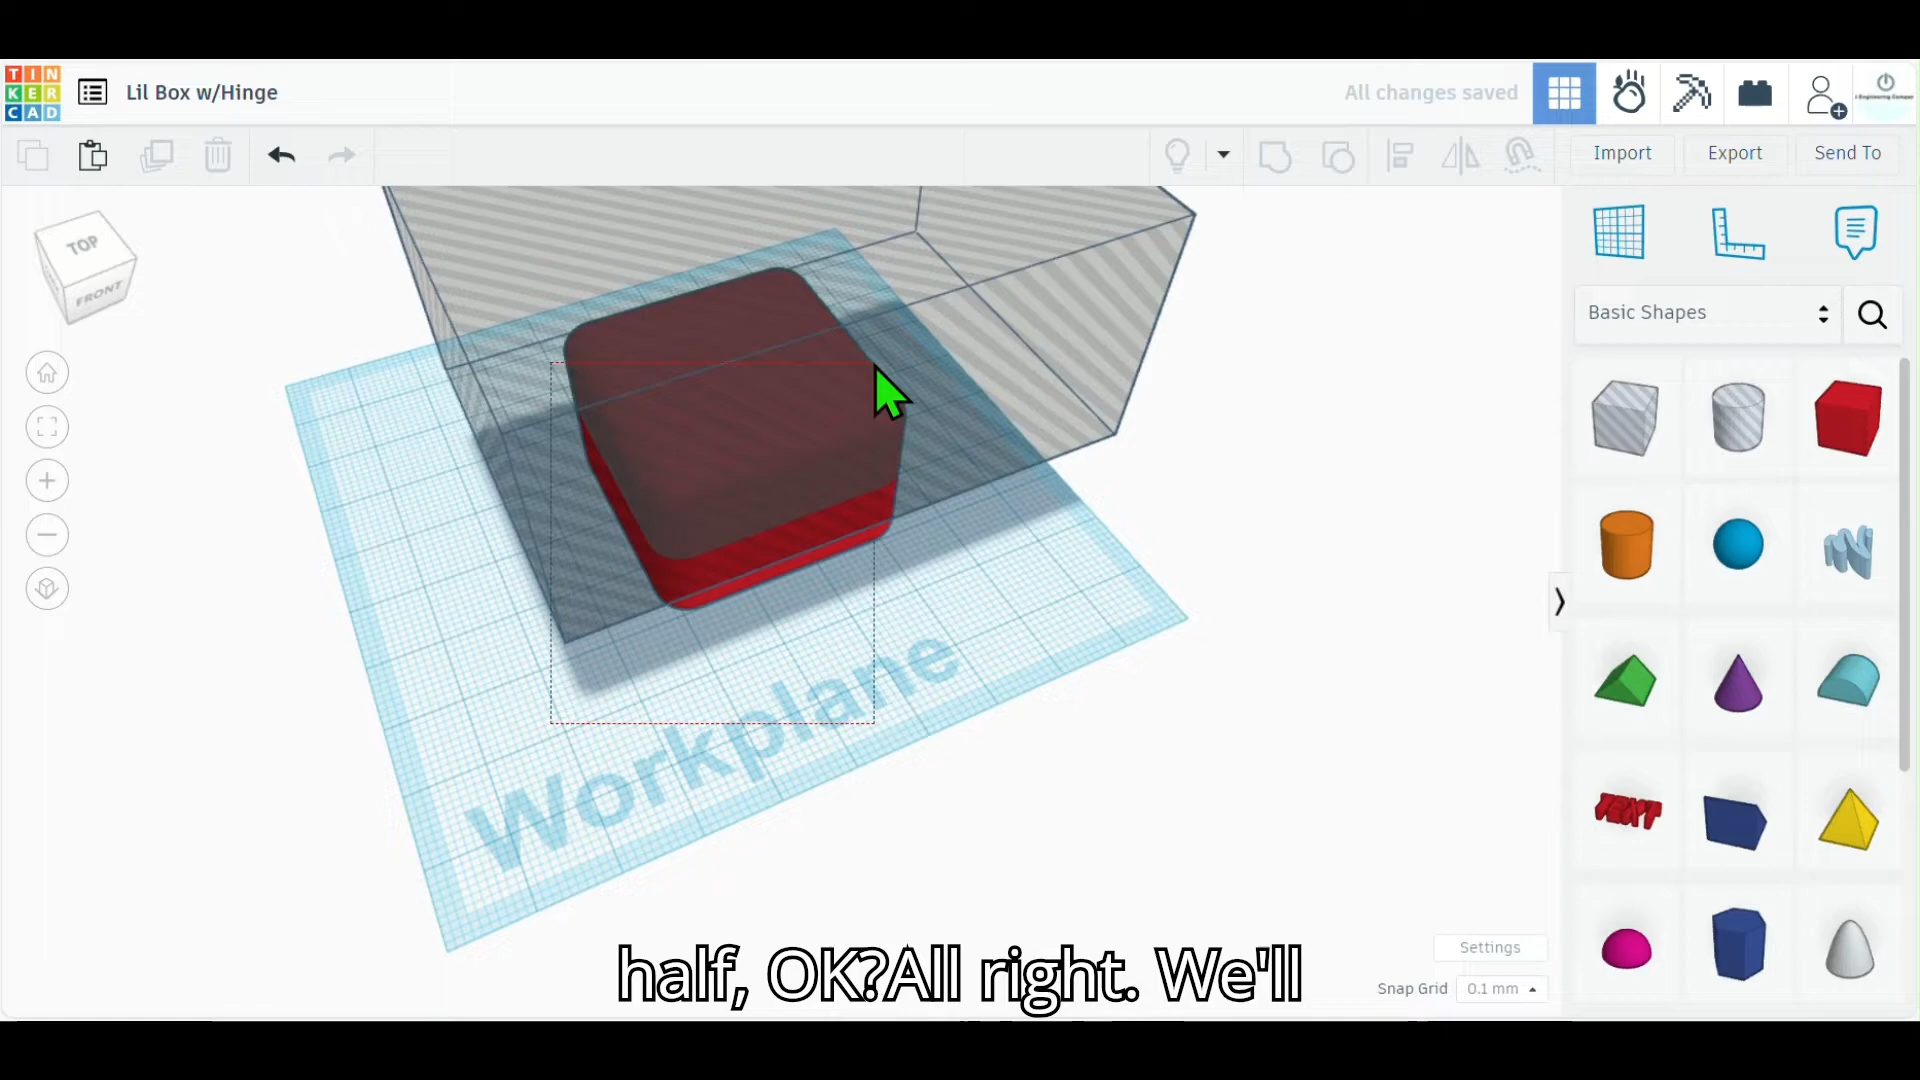 TIN
KER
CAD
Lil Box w/Hinge
All changes saved
Import
Export
Send To
TOP
FRONT
Basic Shapes
TEXT
Workplane
Settings
Snap Grid 0.1 mm
half, OK?All right. We'll